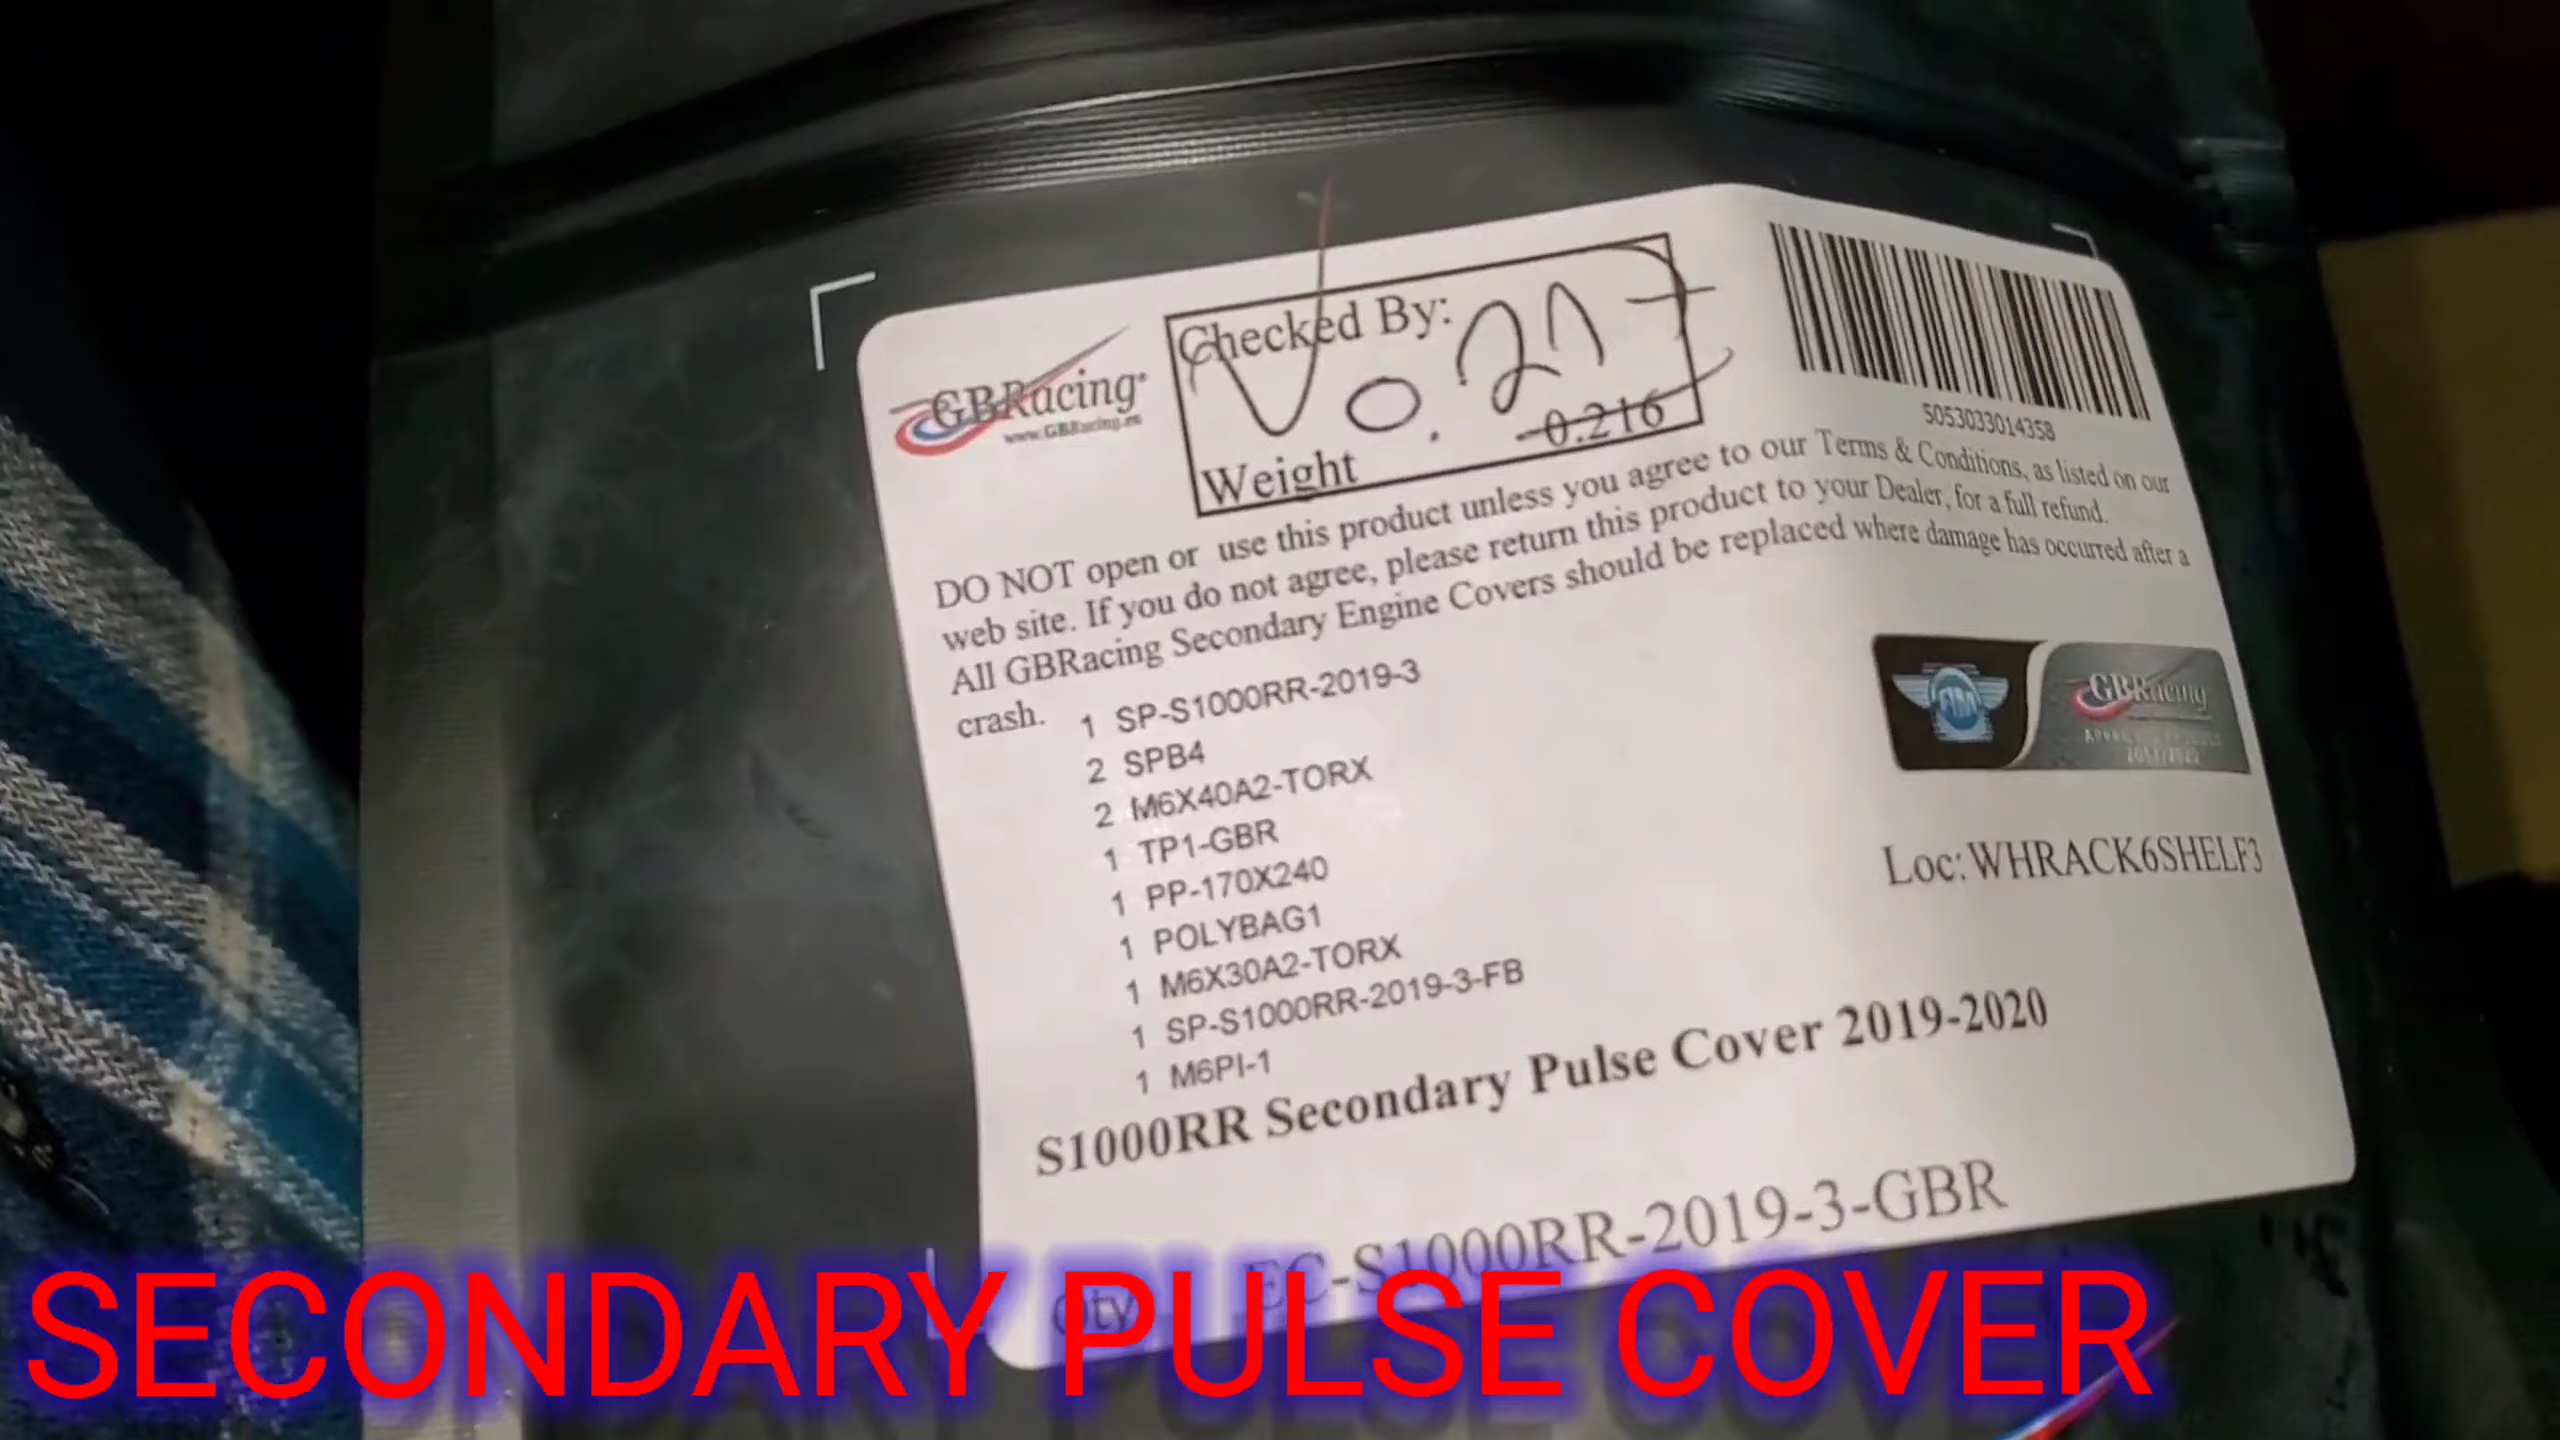 GBRacing
www.GBRacing.eu
Checked By:
0.217
Weight
0.216
5053033014358
DO NOT open or use this product unless you agree to our Terms & Conditions, as listed on our
web site. If you do not agree, please return this product to your Dealer, for a full refund.
All GBRacing Secondary Engine Covers should be replaced where damage has occurred after a
crash.
1 SP-S1000RR-2019-3
2 SPB4
2 M6X40A2-TORX
1 TP1-GBR
1 PP-170X240
1 POLYBAG1
1 M6X30A2-TORX
1 SP-S1000RR-2019-3-FB
1 M6PI-1
FIM
GBRacing
Loc:WHRACK6SHELF3
S1000RR Secondary Pulse Cover 2019-2020
EC-S1000RR-2019-3-GBR
Qty
SECONDARY PULSE COVER